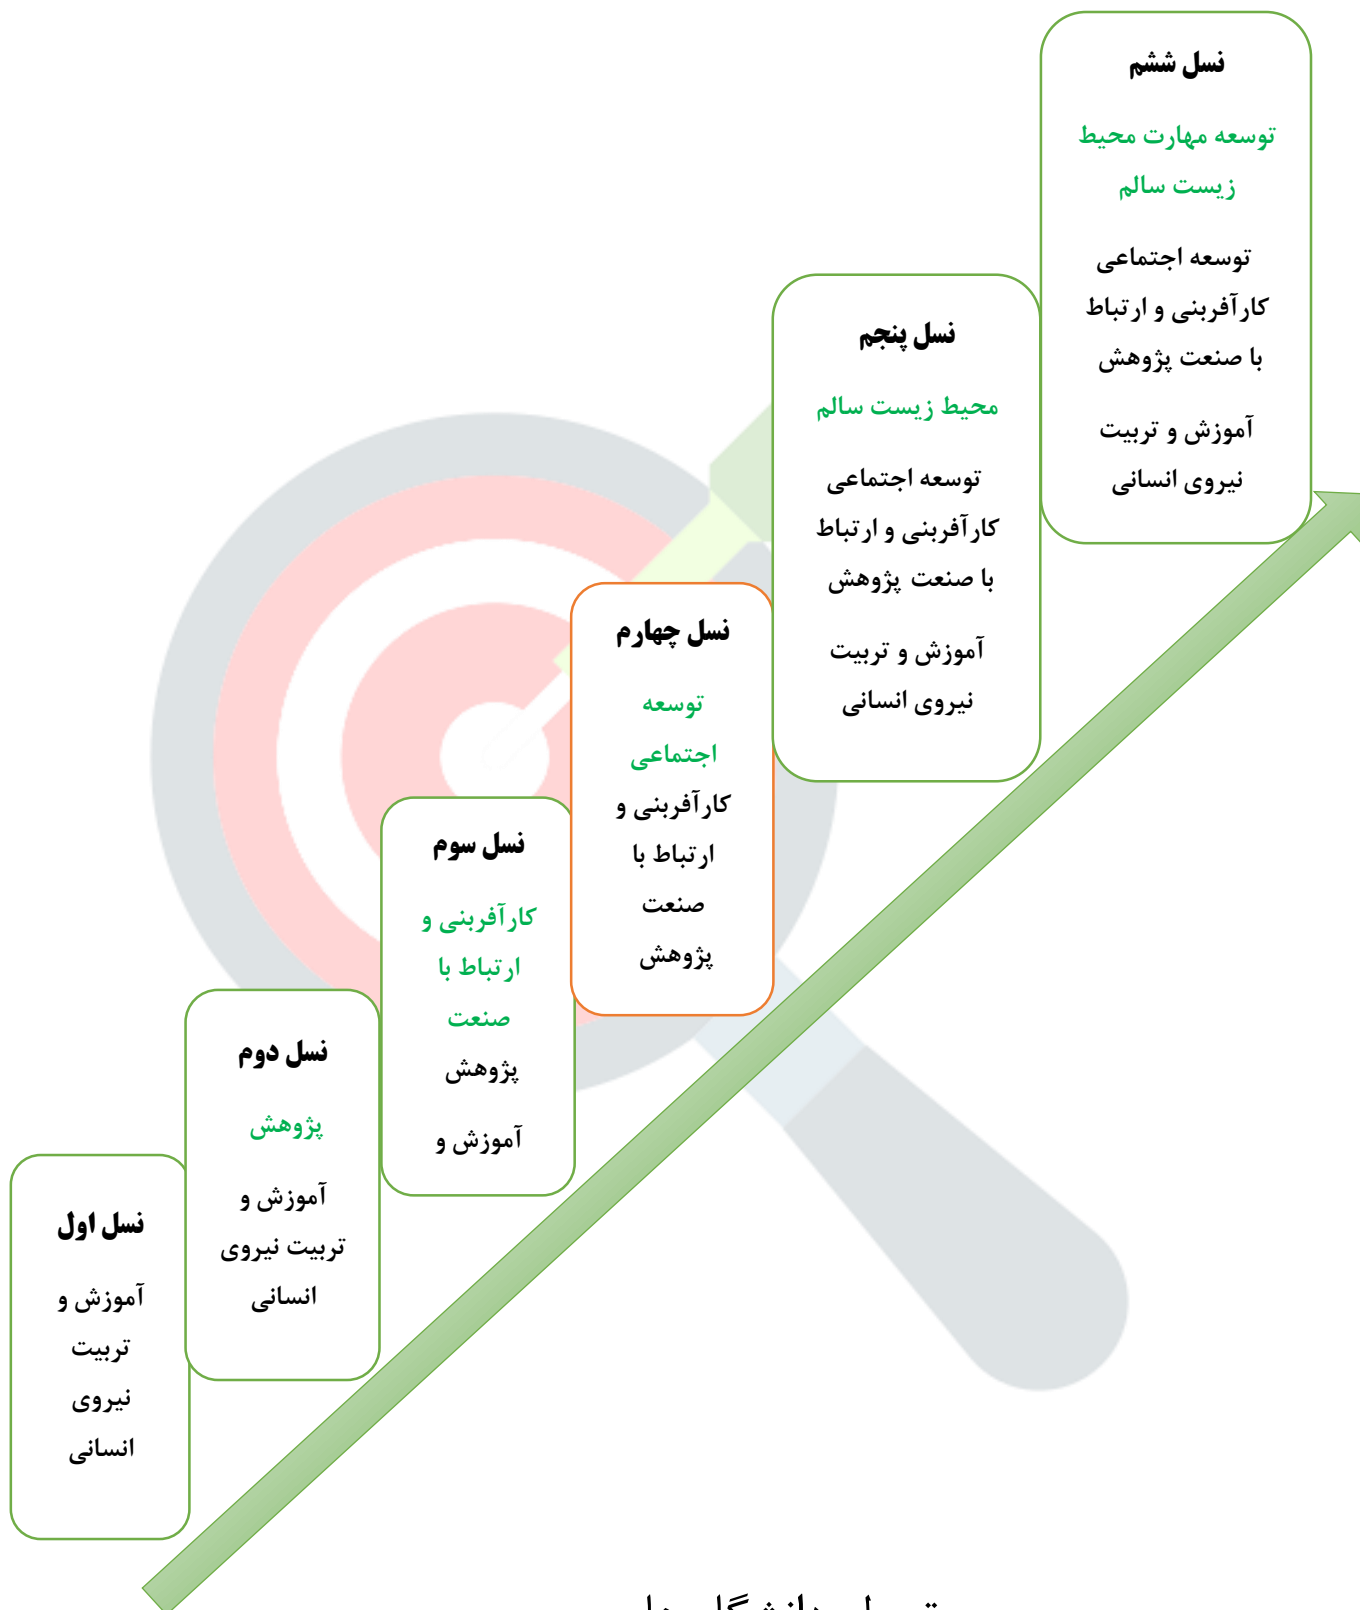 نسل ششم
توسعه مهارت محیط
زیست سالم
توسعه اجتماعی
کارآفرینی و ارتباط
با صنعت پژوهش
آموزش و تربیت
نیروی انسانی
نسل پنجم
محیط زیست سالم
توسعه اجتماعی
کارآفرینی و ارتباط
با صنعت پژوهش
آموزش و تربیت
نیروی انسانی
نسل چهارم
توسعه
اجتماعی
کارآفرینی و
ارتباط با
صنعت
پژوهش
نسل سوم
کارآفرینی و
ارتباط با
صنعت
پژوهش
آموزش و
نسل دوم
پژوهش
آموزش و
تربیت نیروی
انسانی
نسل اول
آموزش و
تربیت
نیروی
انسانی